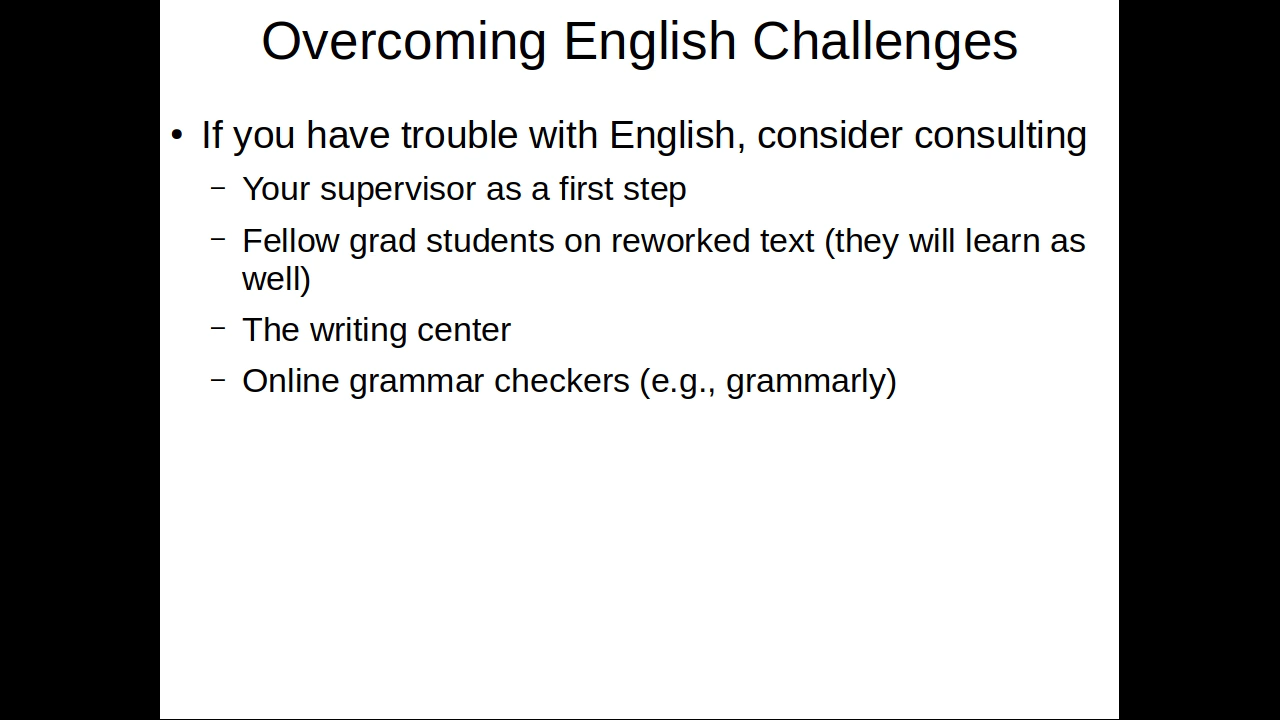 Overcoming English Challenges
• If you have trouble with English, consider consulting
– Your supervisor as a first step
– Fellow grad students on reworked text (they will learn as
well)
– The writing center
– Online grammar checkers (e.g., grammarly)